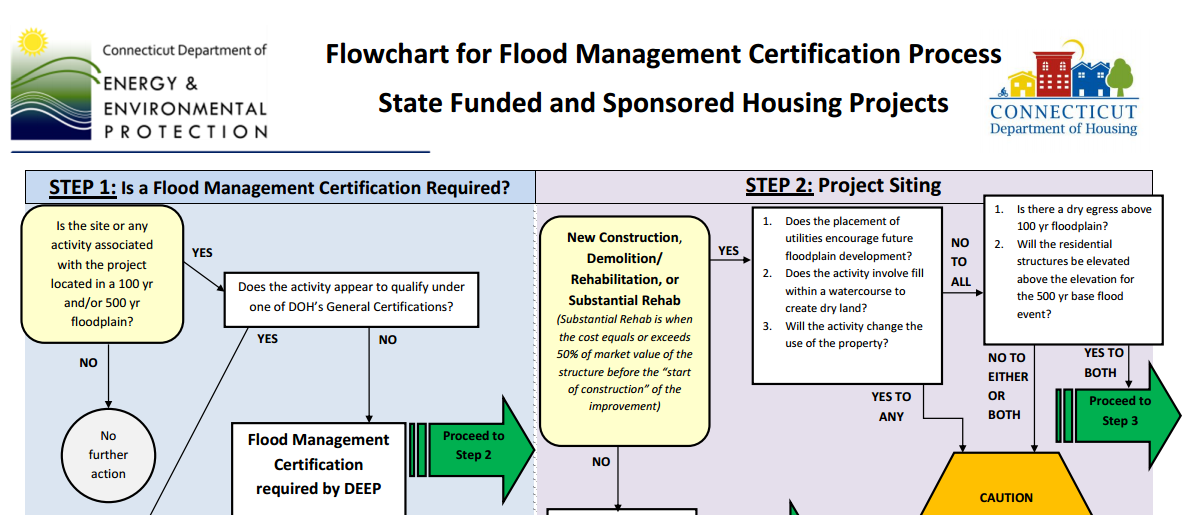 Connecticut Department of
ENERGY &
ENVIRONMENTAL
PROTECTION
Flowchart for Flood Management Certification Process
State Funded and Sponsored Housing Projects
CONNECTICUT
Department of Housing
STEP 1: Is a Flood Management Certification Required?
Is the site or any
activity associated
with the project
located in a 100 yr
and/or 500 yr
floodplain?
YES
Does the activity appear to qualify under
one of DOH's General Certifications?
NO
No
further
action
YES
NO
Flood Management
Certification
required by DEEP
Proceed to
Step 2
STEP 2: Project Siting
New Construction,
Demolition/
Rehabilitation, or
Substantial Rehab
(Substantial Rehab is when
the cost equals or exceeds
50% of market value of the
structure before the “start
of construction” of the
improvement)
YES
NO
1. Does the placement of
utilities encourage future
floodplain development?
2. Does the activity involve fill
within a watercourse to
create dry land?
3. Will the activity change the
use of the property?
NO
TO
ALL
YES TO
ANY
1. Is there a dry egress above
100 yr floodplain?
2. Will the residential
structures be elevated
above the elevation for
the 500 yr base flood
event?
NO TO
EITHER
OR
BOTH
YES TO
BOTH
Proceed to
Step 3
CAUTION